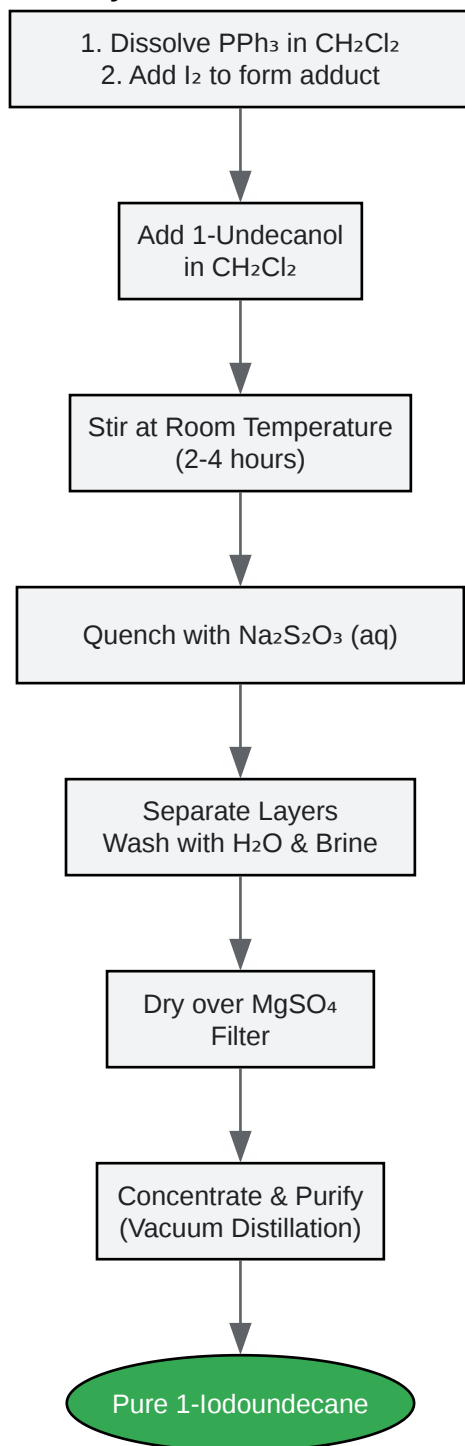 1. Dissolve PPh₃ in CH₂Cl₂
2. Add I₂ to form adduct
Add 1-Undecanol
in CH₂Cl₂
Stir at Room Temperature
(2-4 hours)
Quench with Na₂S₂O₃ (aq)
Separate Layers
Wash with H₂O & Brine
Dry over MgSO₄
Filter
Concentrate & Purify
(Vacuum Distillation)
Pure 1-Iodoundecane